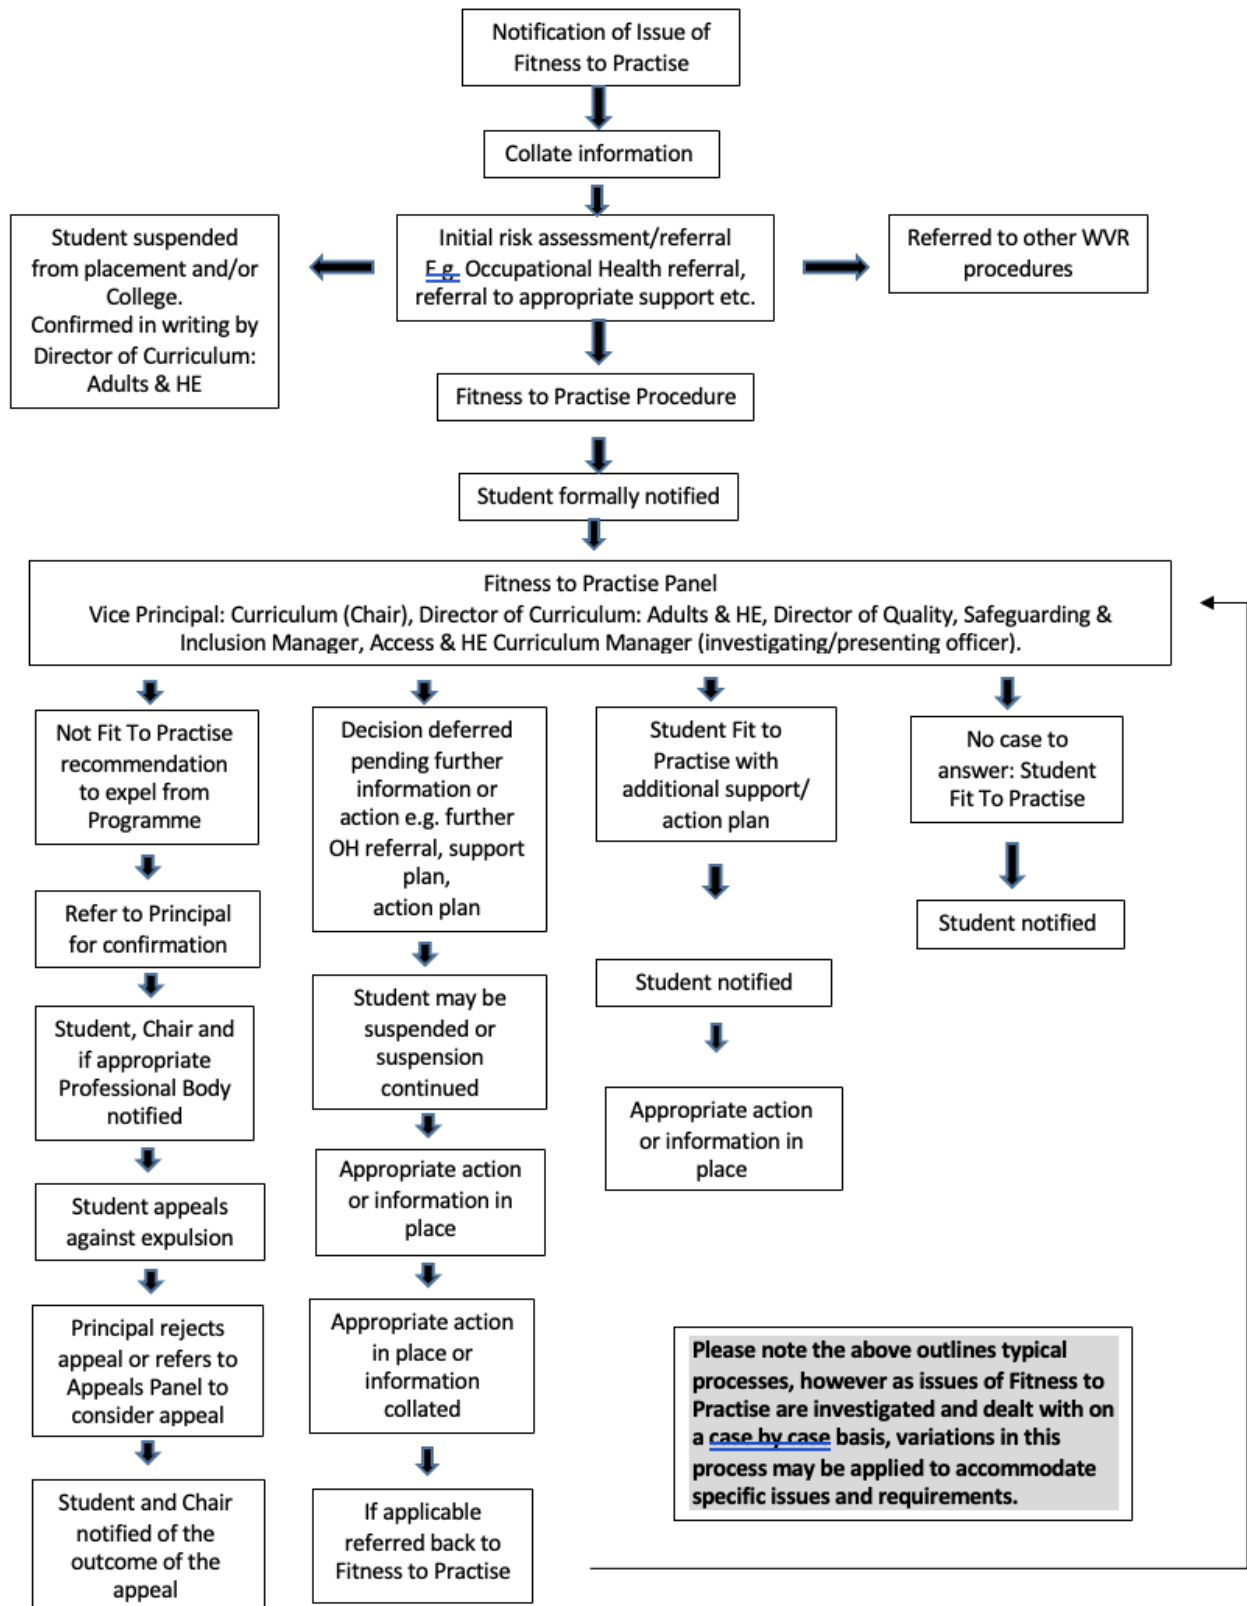 Notification of Issue of
Fitness to Practise
Collate information
Student suspended
from placement and/or
College.
Confirmed in writing by
Director of Curriculum:
Adults & HE
Initial risk assessment/referral
E.g. Occupational Health referral,
referral to appropriate support etc.
Referred to other WVR
procedures
Fitness to Practise Procedure
Student formally notified
Fitness to Practise Panel
Vice Principal: Curriculum (Chair), Director of Curriculum: Adults & HE, Director of Quality, Safeguarding &
Inclusion Manager, Access & HE Curriculum Manager (investigating/presenting officer).
Not Fit To Practise
recommendation
to expel from
Programme
Refer to Principal
for confirmation
Student, Chair and
if appropriate
Professional Body
notified
Student appeals
against expulsion
Principal rejects
appeal or refers to
Appeals Panel to
consider appeal
Student and Chair
notified of the
outcome of the
appeal
Decision deferred
pending further
information or
action e.g. further
OH referral, support
plan,
action plan
Student may be
suspended or
suspension
continued
Appropriate action
or information in
place
Appropriate action
in place or
information
collated
If applicable
referred back to
Fitness to Practise
Student Fit to
Practise with
additional support/
action plan
Student notified
Appropriate action
or information in
place
No case to
answer: Student
Fit To Practise
Student notified
Please note the above outlines typical
processes, however as issues of Fitness to
Practise are investigated and dealt with on
a case by case basis, variations in this
process may be applied to accommodate
specific issues and requirements.